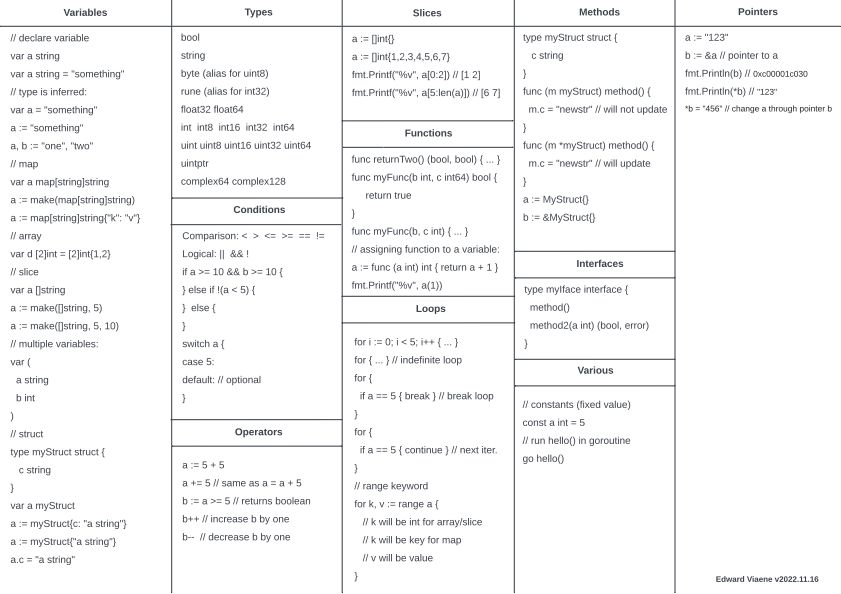 Variables
// declare variable
var a string
var a string = "something"
// type is inferred:
var a = "something"
a := "something"
a, b := "one", "two"
// map
var a map[string]string
a := make(map[string]string)
a := map[string]string{"k": "v"}
// array
var d [2]int = [2]int{1,2}
// slice
var a []string
a := make([]string, 5)
a := make([]string, 5, 10)
// multiple variables:
var (
a string
b int
)
// struct
type myStruct struct {
c string
}
var a myStruct
a := myStruct{c: "a string"}
a := myStruct{"a string"}
a.c = "a string"
Types
bool
string
byte (alias for uint8)
rune (alias for int32)
float32 float64
int int8 int16 int32 int64
uint uint8 uint16 uint32 uint64
uintptr
complex64 complex128
Conditions
Comparison: < > <= >= == !=
Logical: || && !
if a >= 10 && b >= 10 {
} else if !(a < 5) {
} else {
}
switch a {
case 5:
default: // optional
}
Operators
a := 5 + 5
a += 5 // same as a = a + 5
b := a >= 5 // returns boolean
b++ // increase b by one
b-- // decrease b by one
Slices
a := []int{}
a := []int{1,2,3,4,5,6,7}
fmt.Printf("%v", a[0:2]) // [1 2]
fmt.Printf("%v", a[5:len(a)]) // [6 7]
Functions
func returnTwo() (bool, bool) { ... }
func myFunc(b int, c int64) bool {
return true
}
func myFunc(b, c int) { ... }
// assigning function to a variable:
a := func (a int) int { return a + 1 }
fmt.Printf("%v", a(1))
Loops
for i := 0; i < 5; i++ { ... }
for { ... } // indefinite loop
for {
if a == 5 { break } // break loop
}
for {
if a == 5 { continue } // next iter.
}
// range keyword
for k, v := range a {
// k will be int for array/slice
// k will be key for map
// v will be value
}
Methods
type myStruct struct {
c string
}
func (m myStruct) method() {
m.c = "newstr" // will not update
}
func (m *myStruct) method() {
m.c = "newstr" // will update
}
a := MyStruct{}
b := &MyStruct{}
Interfaces
type myIface interface {
method()
method2(a int) (bool, error)
}
Various
// constants (fixed value)
const a int = 5
// run hello() in goroutine
go hello()
Pointers
a := "123"
b := &a // pointer to a
fmt.Println(b) // 0xc00001c030
fmt.Println(*b) // "123"
*b = "456" // change a through pointer b
Edward Viaene v2022.11.16